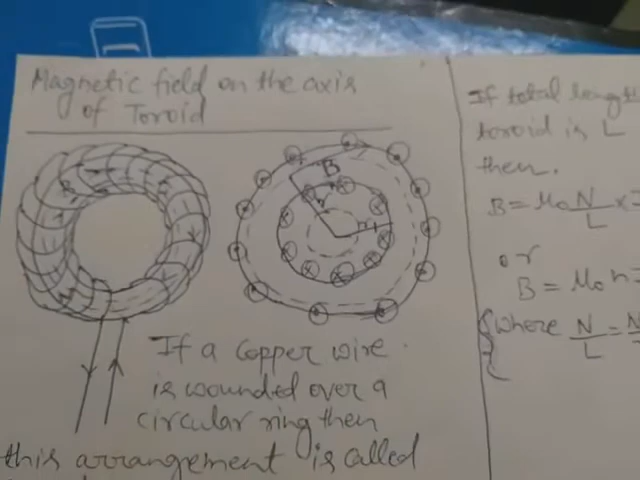 Magnetic field on the axis
of Toroid
B
r
If a copper wire
is wounded over a
circular ring then
this arrangement is called
If total length
toroid is L
then.
B = μ₀ N/L ×
or
B = μ₀ n
{where N/L =